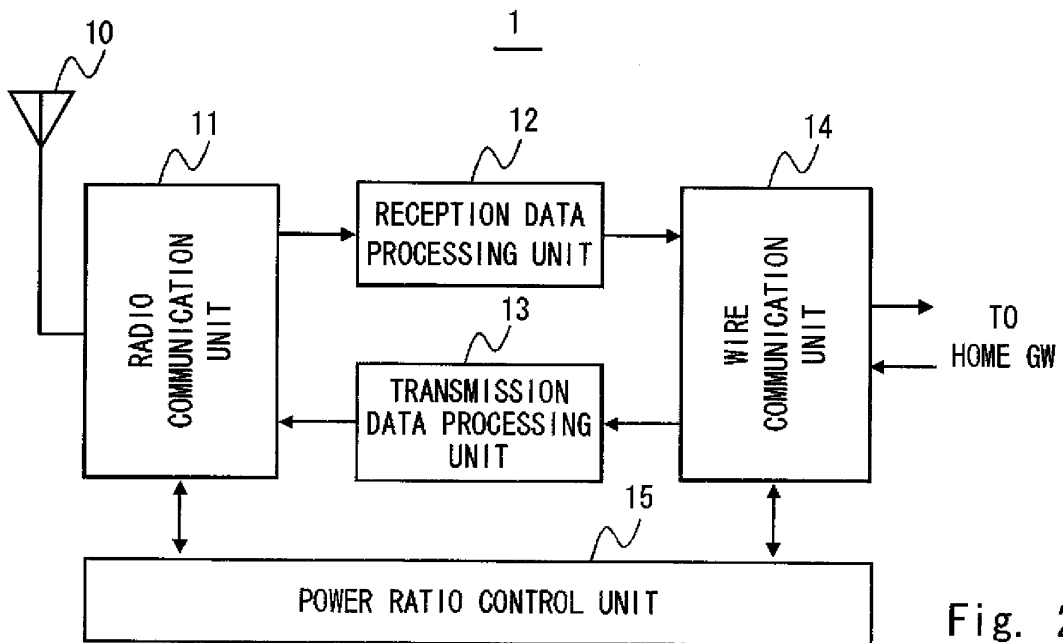 1
10
11
12
14
RECEPTION DATA
PROCESSING UNIT
RADIO
COMMUNICATION
UNIT
WIRE
COMMUNICATION
UNIT
13
TRANSMISSION
DATA PROCESSING
UNIT
TO
HOME GW
15
POWER RATIO CONTROL UNIT
Fig.